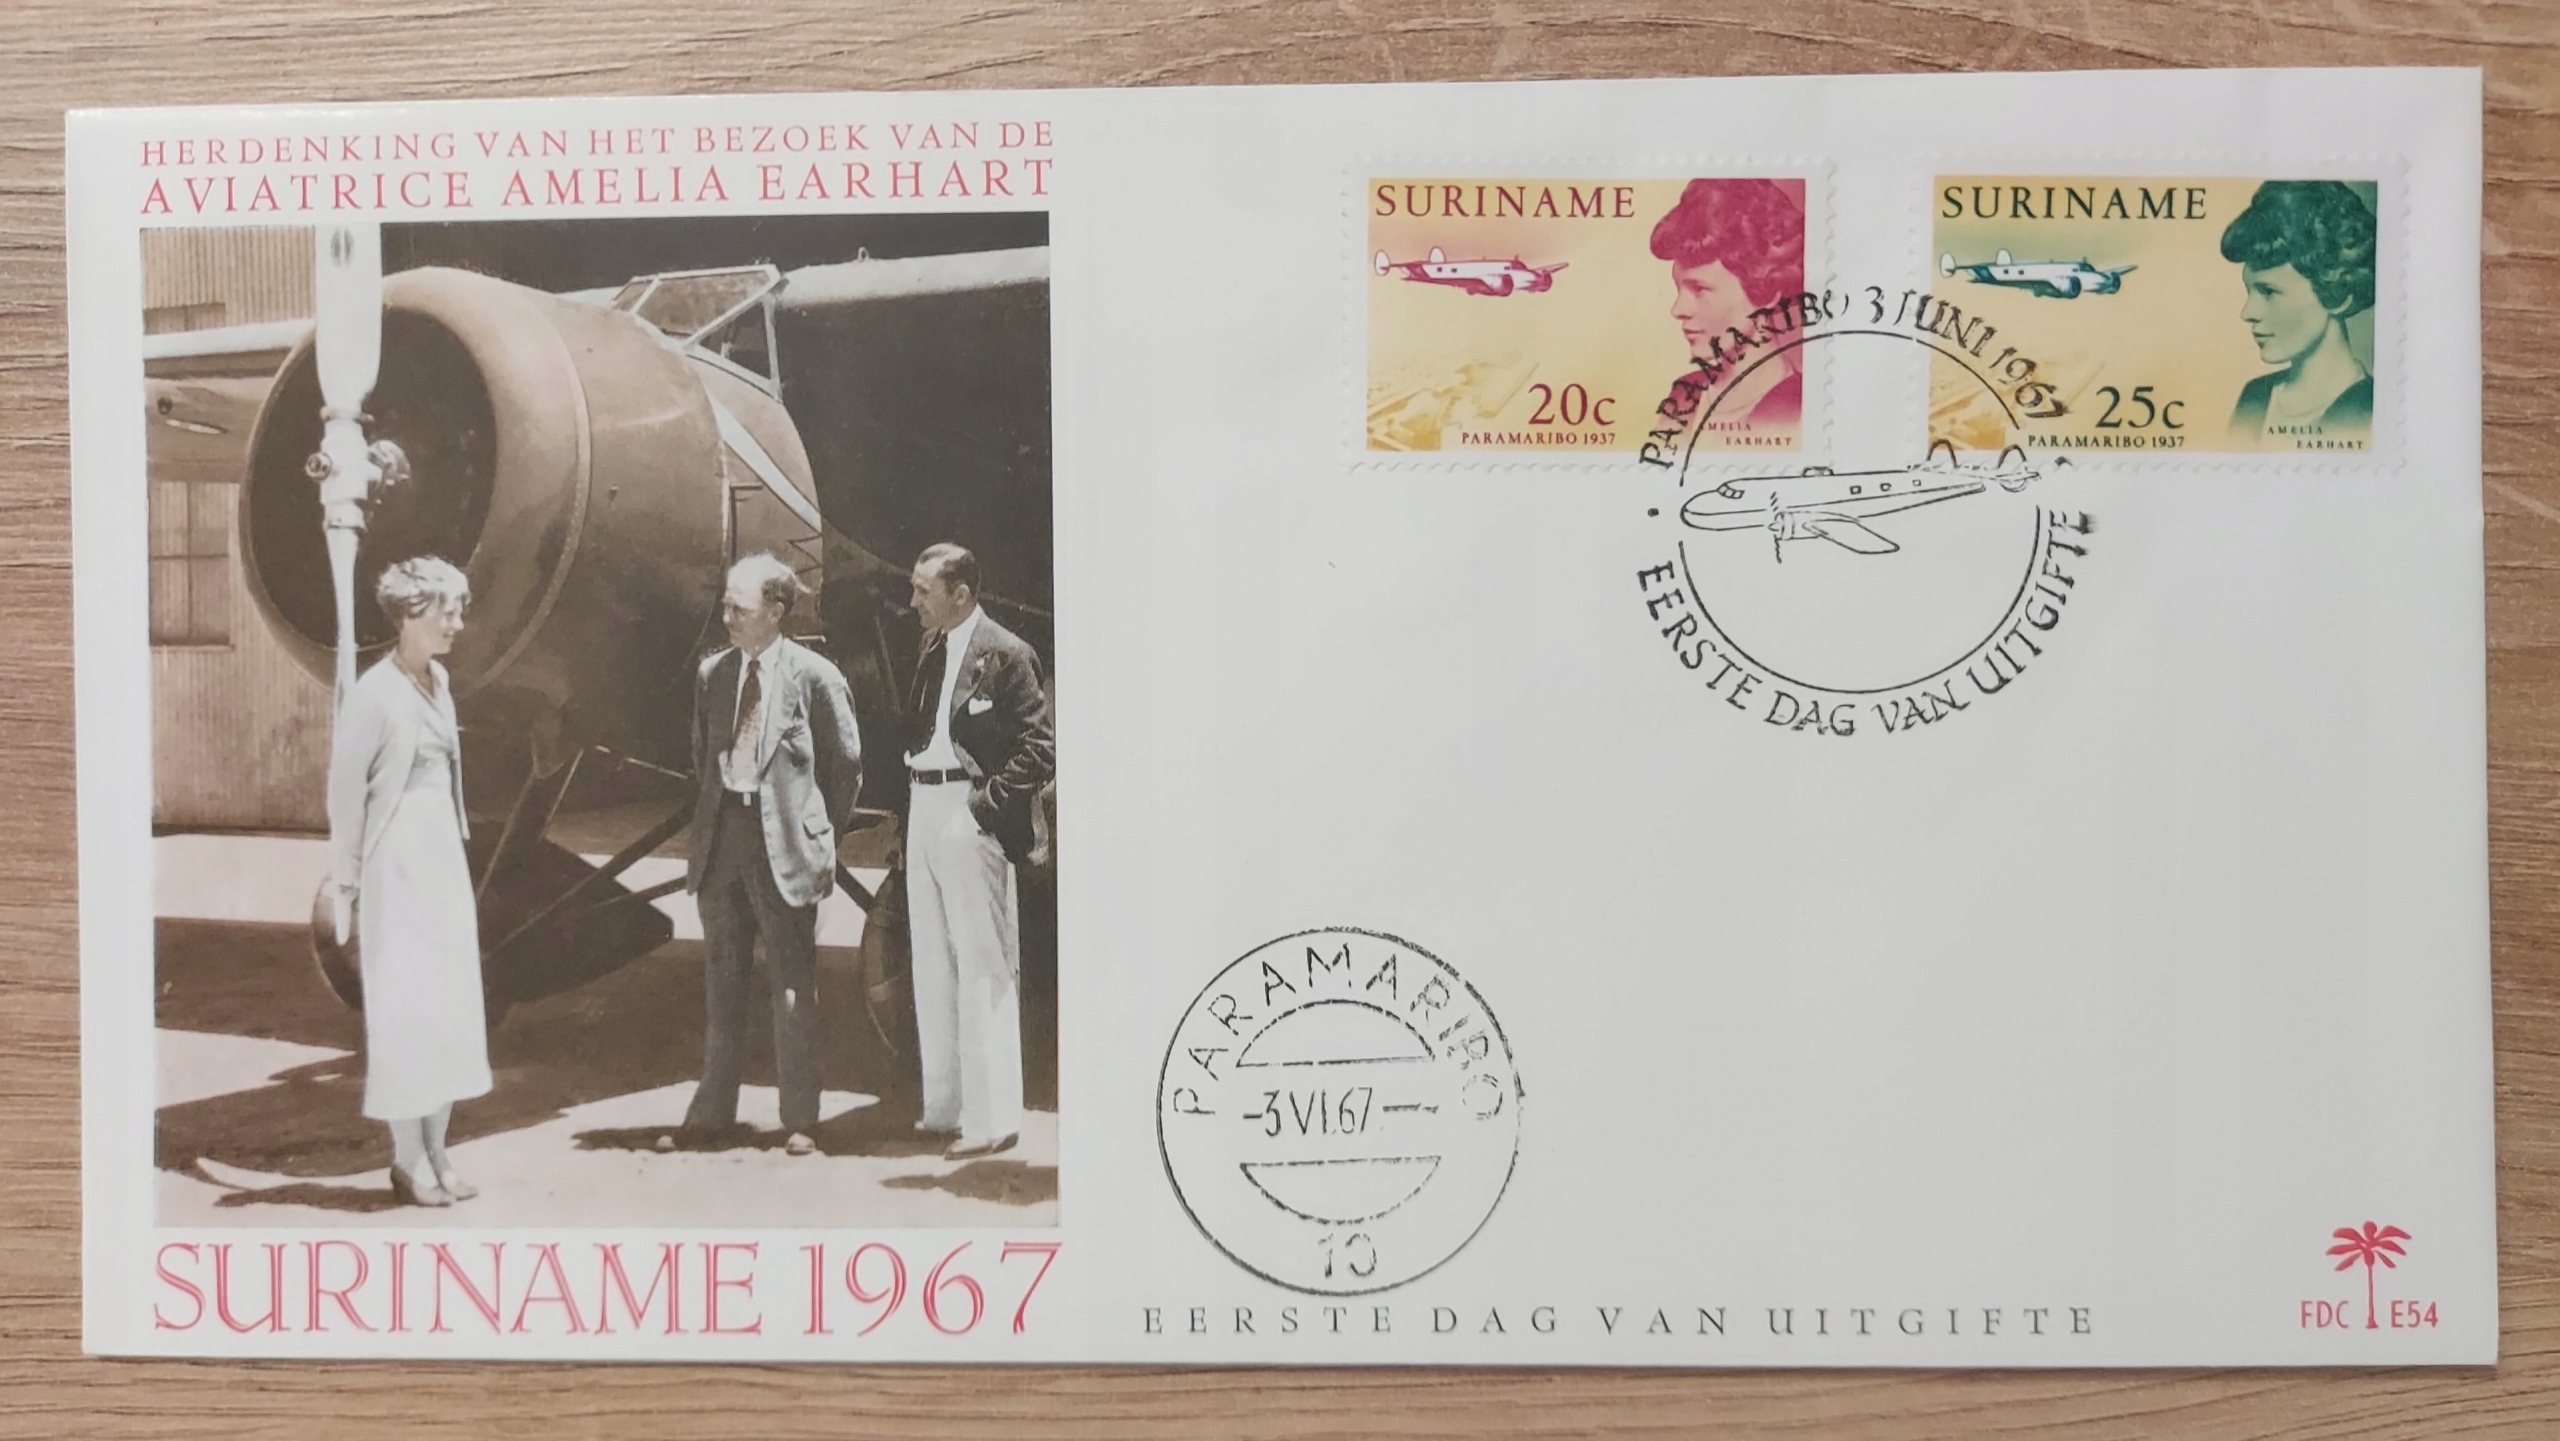 HERDENKING VAN HET BEZOEK VAN DE
AVIATRICE AMELIA EARHART
SURINAME 1967
SURINAME
20c
PARAMARIBO 1937
AMELIA
EARHART
SURINAME
25c
PARAMARIBO 1937
AMELIA
EARHART
PARAMARIBO 3 JUNI 1967
EERSTE DAG VAN UITGIFTE
PARAMARIBO
-3 VI.67.—
10
EERSTE DAG VAN UITGIFTE
FDC E54